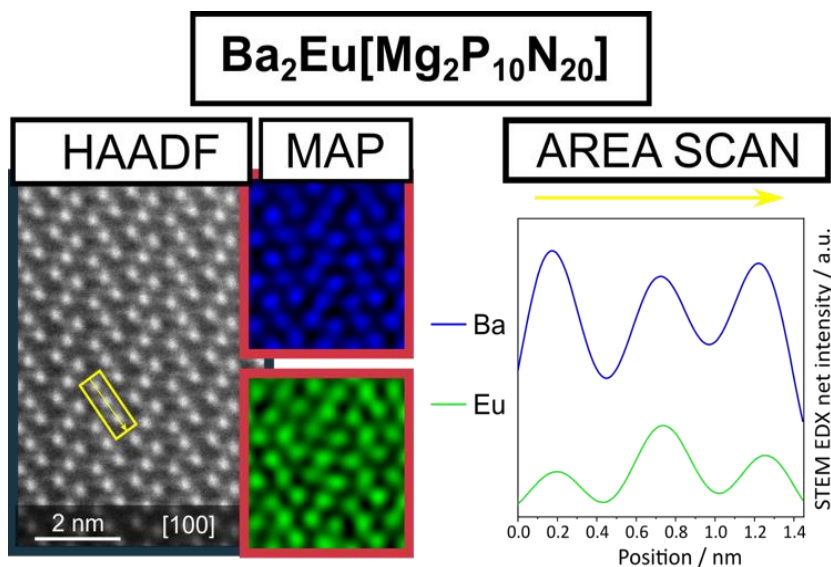 Ba₂Eu[Mg₂P₁₀N₂₀]
HAADF
MAP
AREA SCAN
2 nm
[100]
Ba
Eu
STEM EDX net intensity / a.u.
0.0 0.2 0.4 0.6 0.8 1.0 1.2 1.4
Position / nm